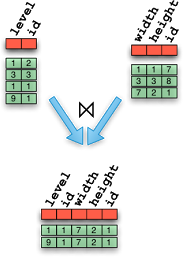 level id
1 2
3 3
1 1
9 1
width height id
1 1 7
3 3 8
7 2 1
⋈
level id width height id
1 1 7 2 1
9 1 7 2 1